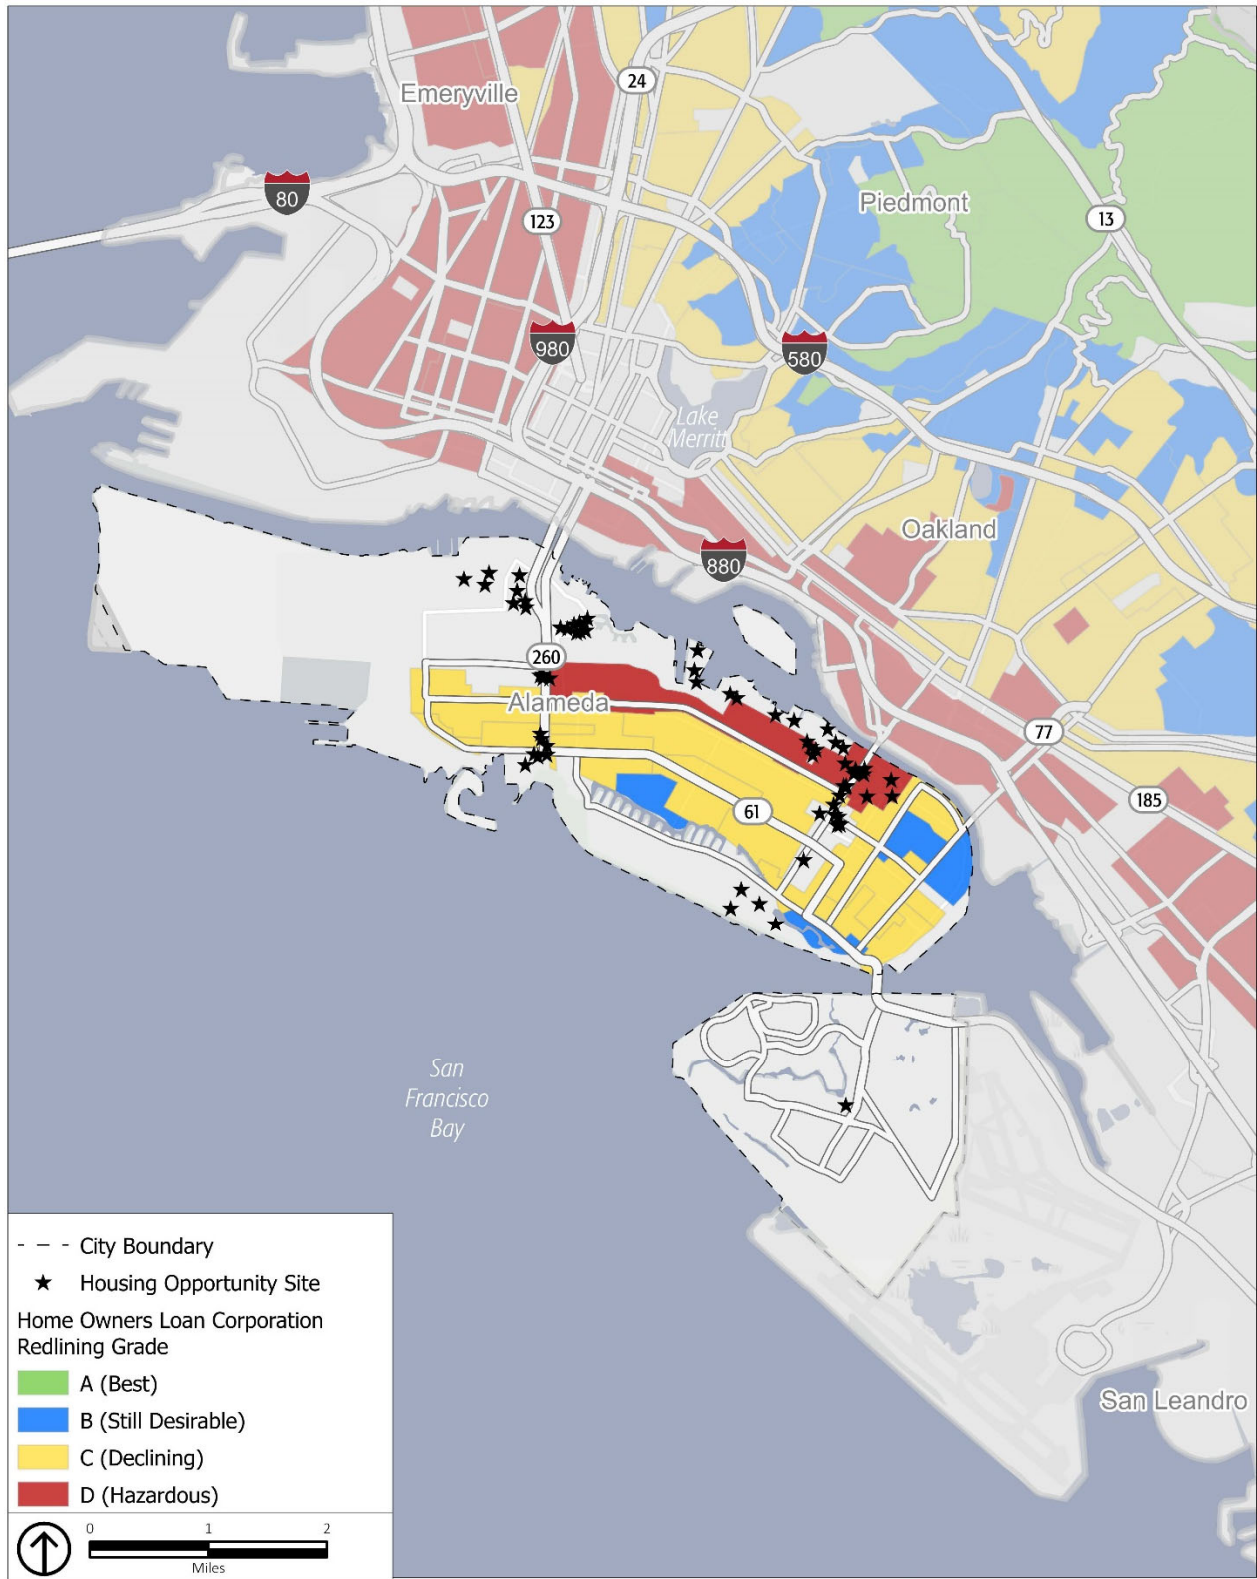 Emeryville
24
80
Piedmont
123
13
980
580
Lake
Merritt
Oakland
880
260
Alameda
77
61
185
San
Francisco
Bay
City Boundary
Housing Opportunity Site
Home Owners Loan Corporation
Redlining Grade
A (Best)
B (Still Desirable)
C (Declining)
D (Hazardous)
San Leandro
0 1 2
Miles